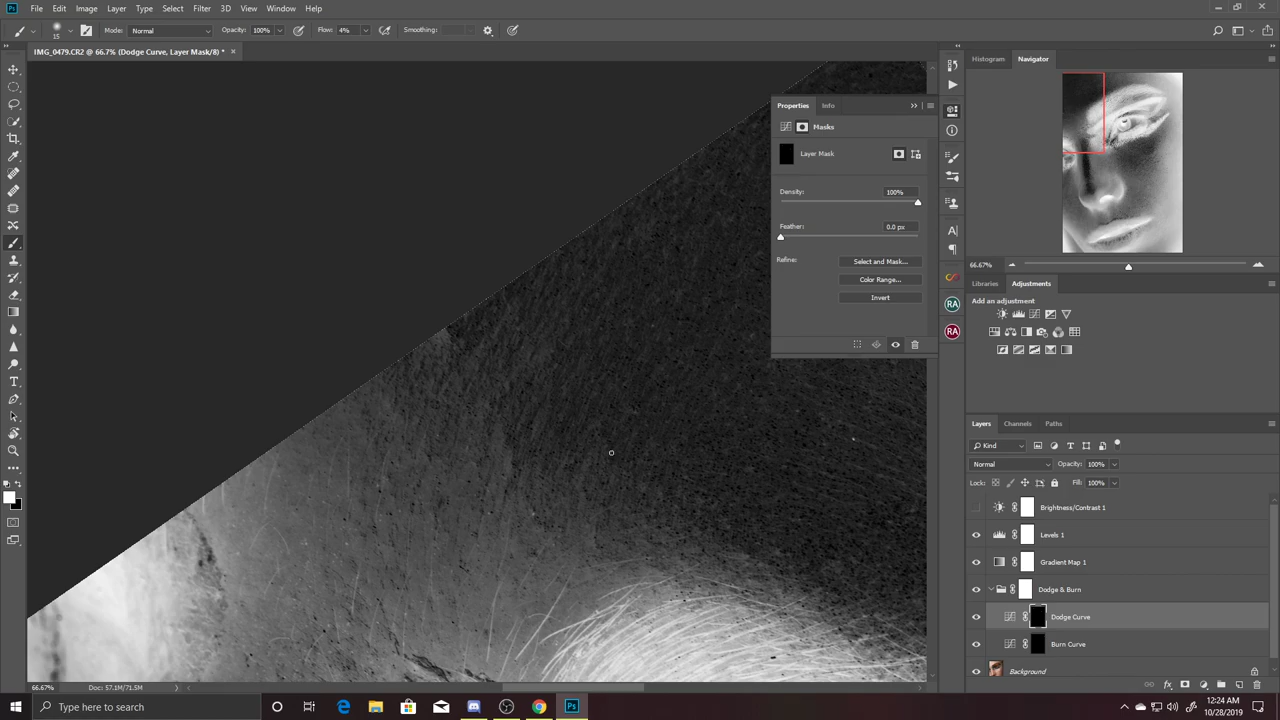 Ps File Edit Image Layer Type Select Filter 3D View Window Help
15 Mode: Normal Opacity: 100% Flow: 4% Smoothing:
IMG_0479.CR2 @ 66.7% (Dodge Curve, Layer Mask/8) * ×
Histogram Navigator
66.67%
Properties Info
Masks
Layer Mask
Density: 100%
Feather: 0.0 px
Refine: Select and Mask...
Color Range...
Invert
A|
RA
RA
Libraries Adjustments
Add an adjustment
Layers Channels Paths
Kind
Normal Opacity: 100%
Lock: Fill: 100%
Brightness/Contrast 1
Levels 1
Gradient Map 1
Dodge & Burn
Dodge Curve
Burn Curve
Background
66.67% Doc: 57.1M/71.5M
Type here to search
Ps
12:24 AM
10/28/2019